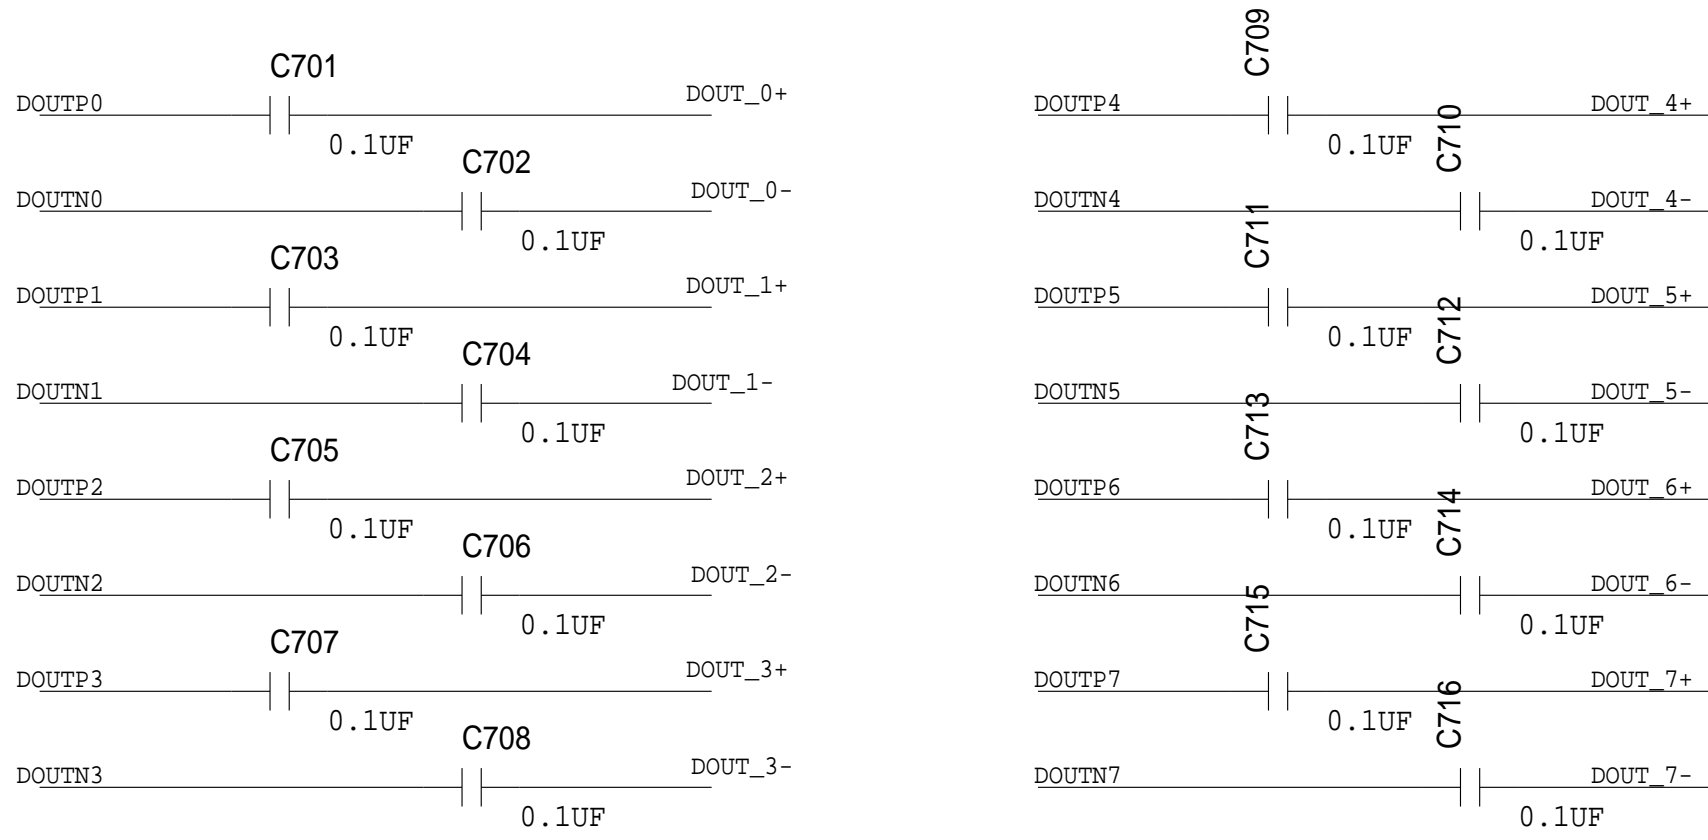 C701
DOUTP0 DOUT_0+
0.1UF
C702
DOUTN0 DOUT_0-
0.1UF
C703
DOUTP1 DOUT_1+
0.1UF
C704
DOUTN1 DOUT_1-
0.1UF
C705
DOUTP2 DOUT_2+
0.1UF
C706
DOUTN2 DOUT_2-
0.1UF
C707
DOUTP3 DOUT_3+
0.1UF
C708
DOUTN3 DOUT_3-
0.1UF
C709
DOUTP4 DOUT_4+
0.1UF
C710
DOUTN4 DOUT_4-
0.1UF
C711
DOUTP5 DOUT_5+
0.1UF
C712
DOUTN5 DOUT_5-
0.1UF
C713
DOUTP6 DOUT_6+
0.1UF
C714
DOUTN6 DOUT_6-
0.1UF
C715
DOUTP7 DOUT_7+
0.1UF
C716
DOUTN7 DOUT_7-
0.1UF